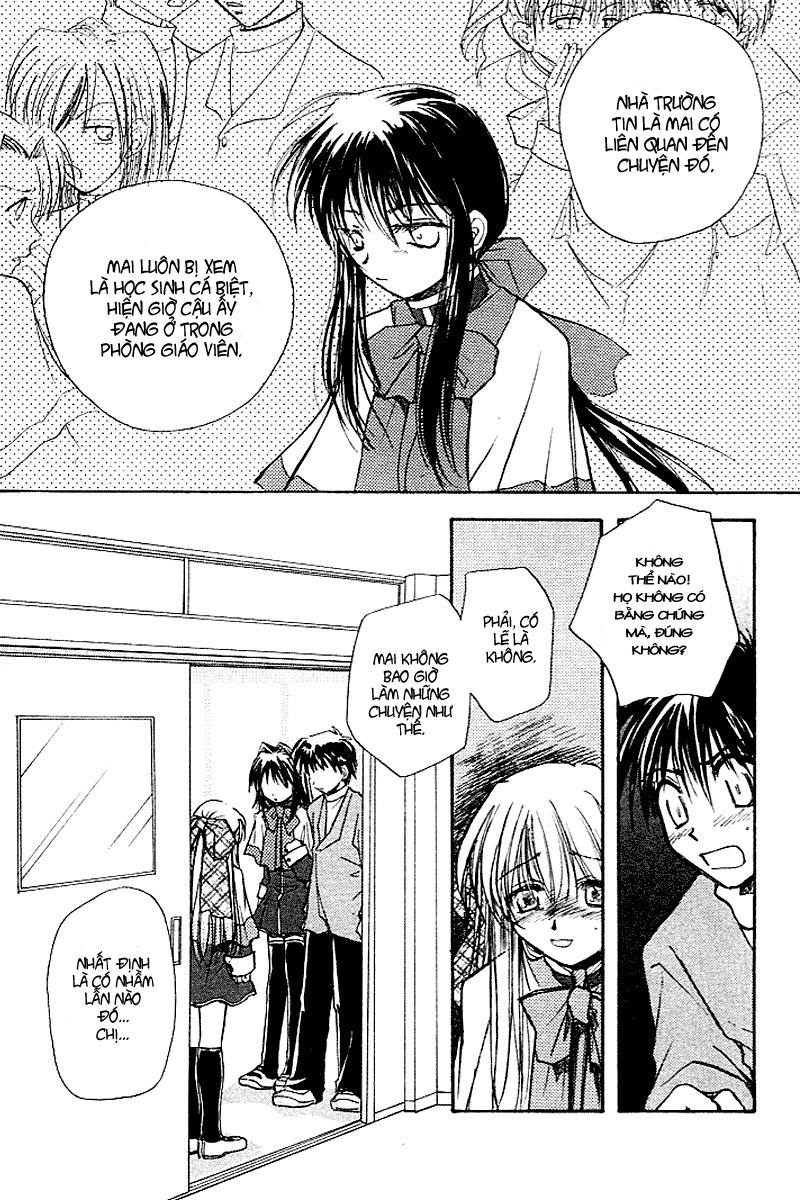 NHÀ TRƯỜNG
TIN LÀ MAI CÓ
LIÊN QUAN ĐẾN
CHUYỆN ĐÓ.
MAI LUÔN BỊ XEM
LÀ HỌC SINH CÁ BIỆT,
HIỆN GIỜ CẬU ẤY
ĐANG Ở TRONG
PHÒNG GIÁO VIÊN.
KHÔNG
THỂ NÀO!
HỌ KHÔNG CÓ
BẰNG CHỨNG
MÀ, ĐÚNG
KHÔNG?
PHẢI, CÓ
LẼ LÀ
KHÔNG.
MAI KHÔNG
BAO GIỜ
LÀM NHỮNG
CHUYỆN NHƯ
THẾ.
NHẤT ĐỊNH
LÀ CÓ NHẦM
LẪN NÀO
ĐÓ...
CHỊ...